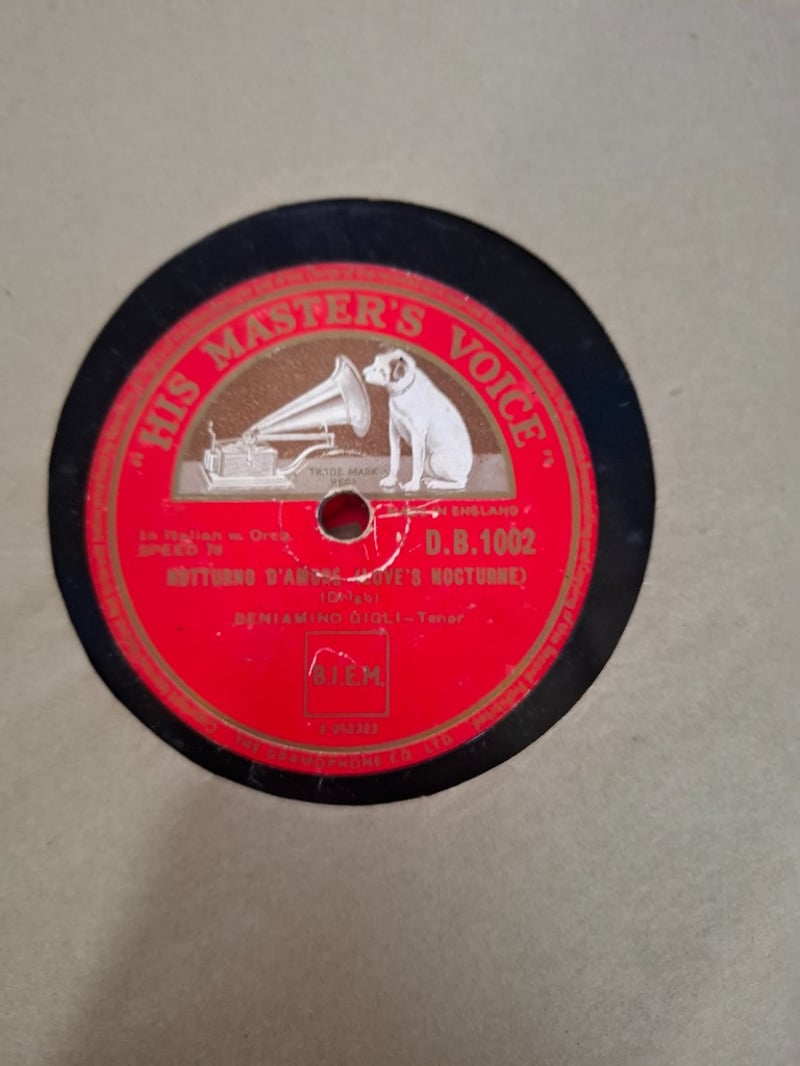 "HIS MASTER'S VOICE"
TRADE MARK
MADE IN ENGLAND
In Italian w. Orch.
SPEED 78
D.B.1002
NOTTURNO D'AMORE (LOVE'S NOCTURNE)
(Drigo)
BENIAMINO GIGLI-Tenor
B.I.E.M.
THE GRAMOPHONE CO. LTD.